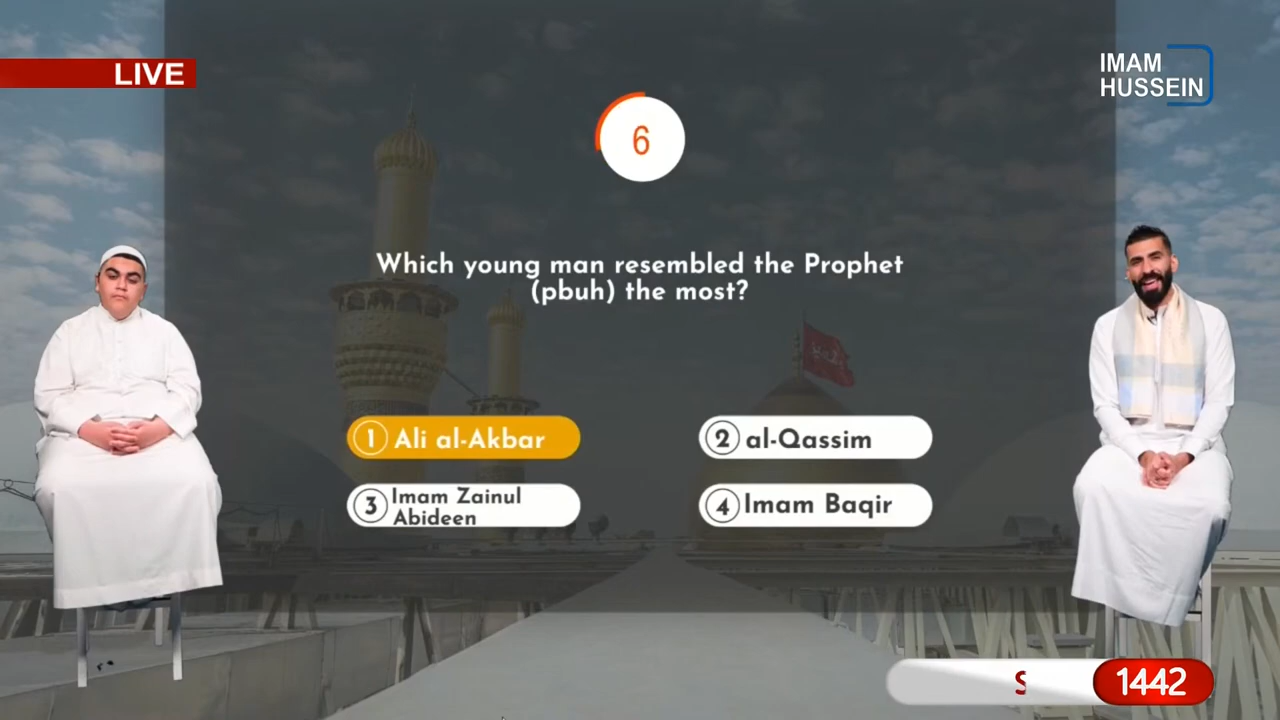 LIVE
IMAM
HUSSEIN
6
Which young man resembled the Prophet
(pbuh) the most?
1 Ali al-Akbar
2 al-Qassim
3 Imam Zainul
Abideen
4 Imam Baqir
1442